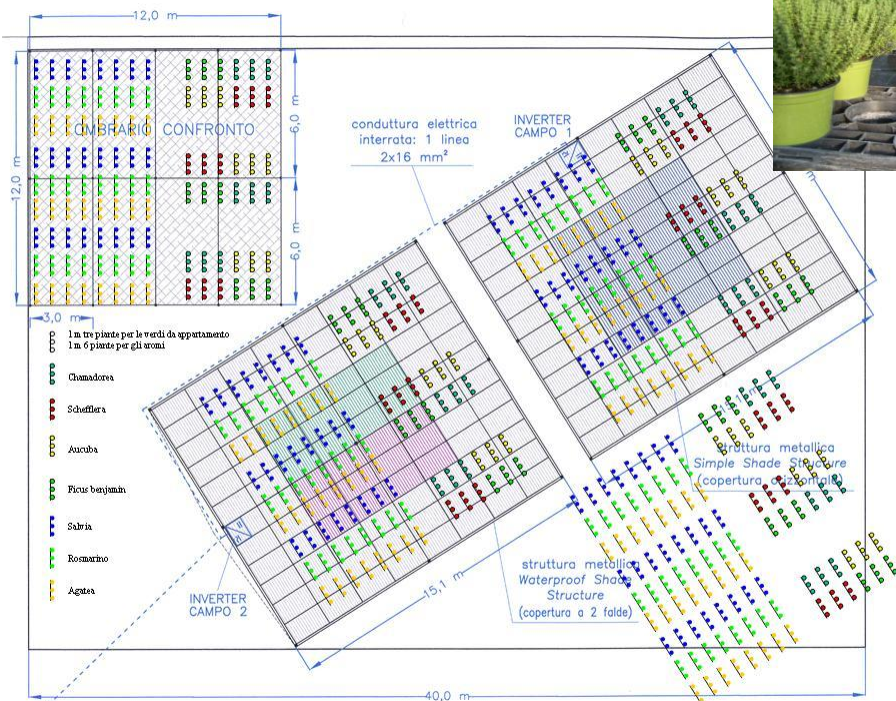 12,0 m
OMBRARIO CONFRONTO
12,0 m
6,0 m
6,0 m
3,0 m
conduttura elettrica
interrata: 1 linea
2x16 mm²
INVERTER
CAMPO 1
m
1 m tre piante per le verdi da appartamento
1 m 6 piante per gli aromi
Chamadorea
Schefflera
Aucuba
Ficus benjamin
Salvia
Rosmarino
Agatea
INVERTER
CAMPO 2
15,1 m
struttura metallica
Simple Shade Structure
(copertura orizzontale)
struttura metallica
Waterproof Shade
Structure
(copertura a 2 falde)
15,1 m
40,0 m